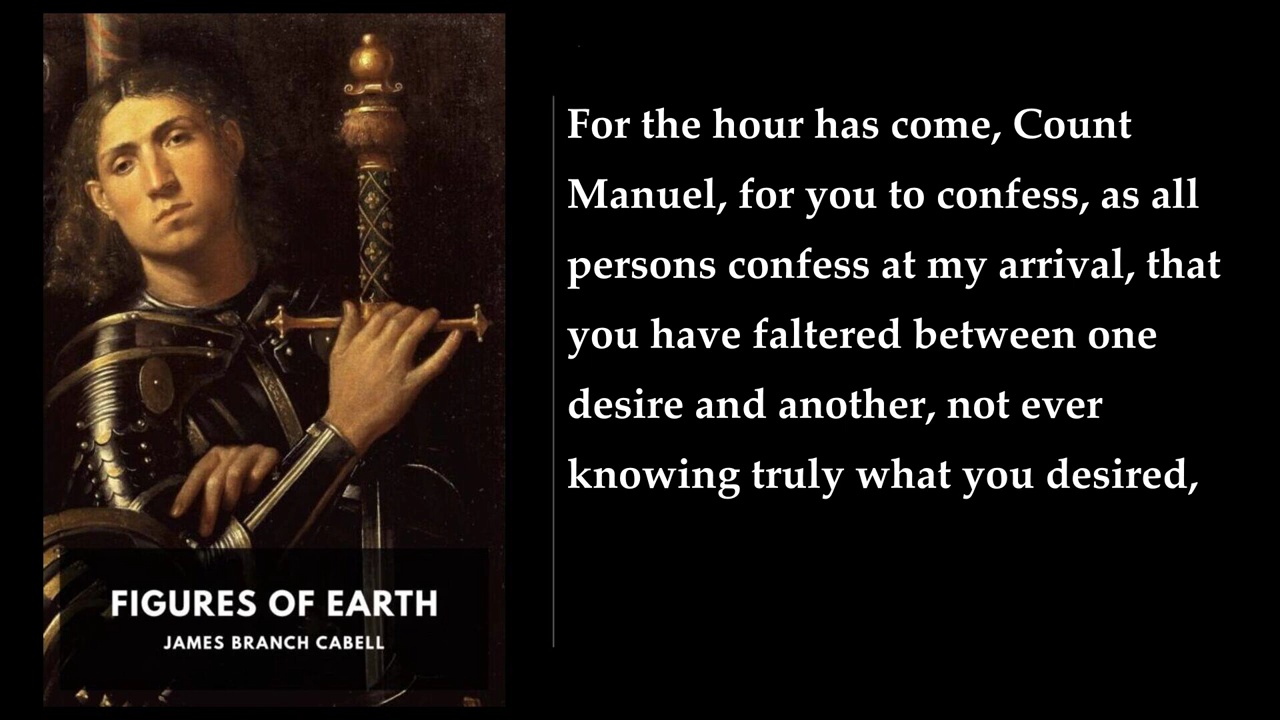 FIGURES OF EARTH
JAMES BRANCH CABELL
For the hour has come, Count
Manuel, for you to confess, as all
persons confess at my arrival, that
you have faltered between one
desire and another, not ever
knowing truly what you desired,